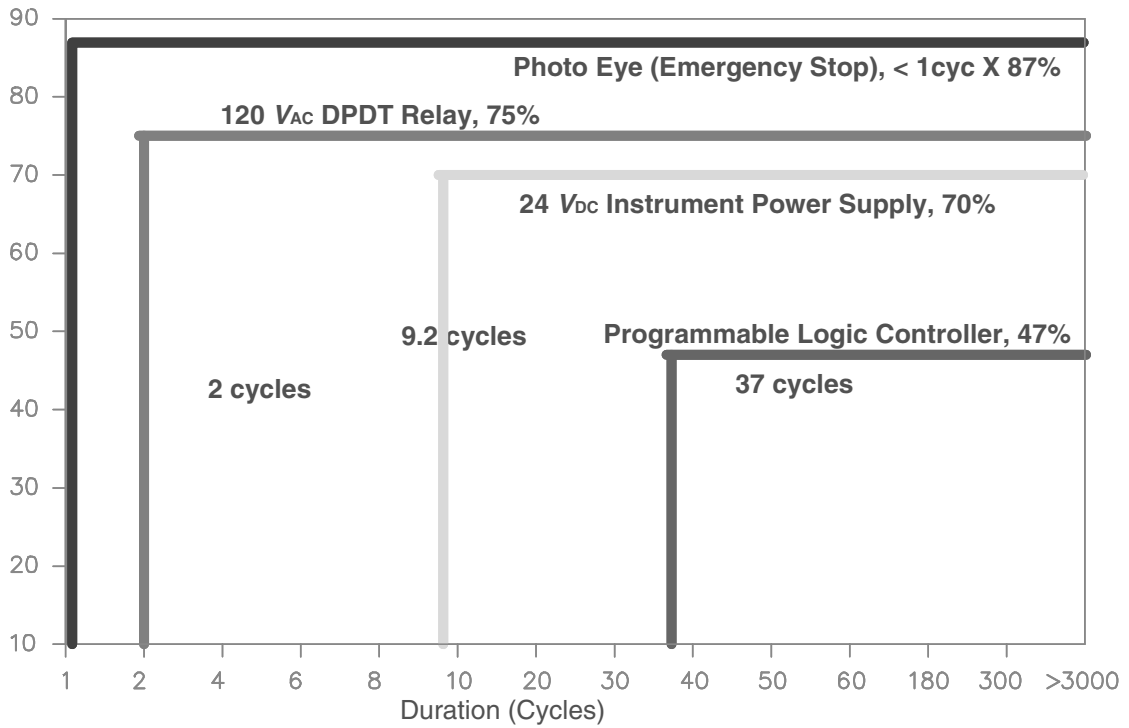 90
Photo Eye (Emergency Stop), < 1cyc X 87%
80
120 VAC DPDT Relay, 75%
70
24 VDC Instrument Power Supply, 70%
60
50
9.2 cycles
Programmable Logic Controller, 47%
37 cycles
2 cycles
40
30
20
10
1 2 4 6 8 10 20 30 40 50 60 180 300 >3000
Duration (Cycles)